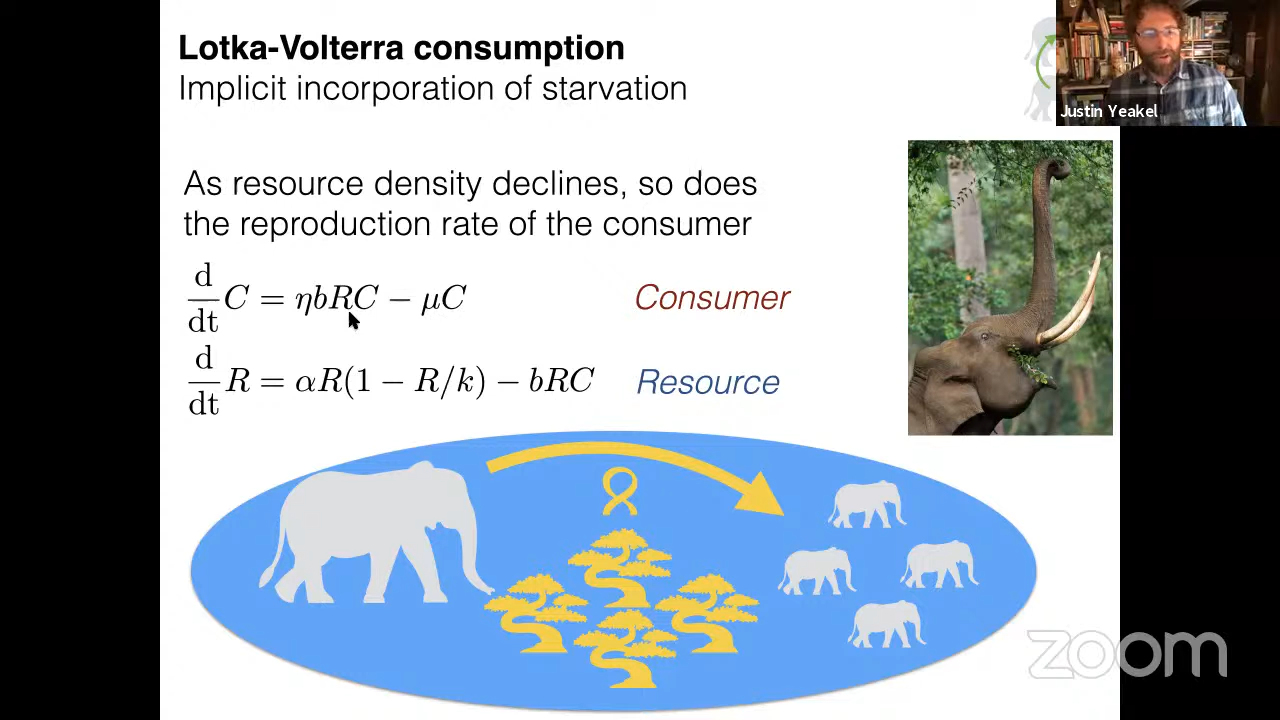 Lotka-Volterra consumption
Implicit incorporation of starvation
Justin Yeakel
As resource density declines, so does
the reproduction rate of the consumer
d/dt C = ηbRC − μC
Consumer
d/dt R = αR(1 − R/k) − bRC
Resource
zoom